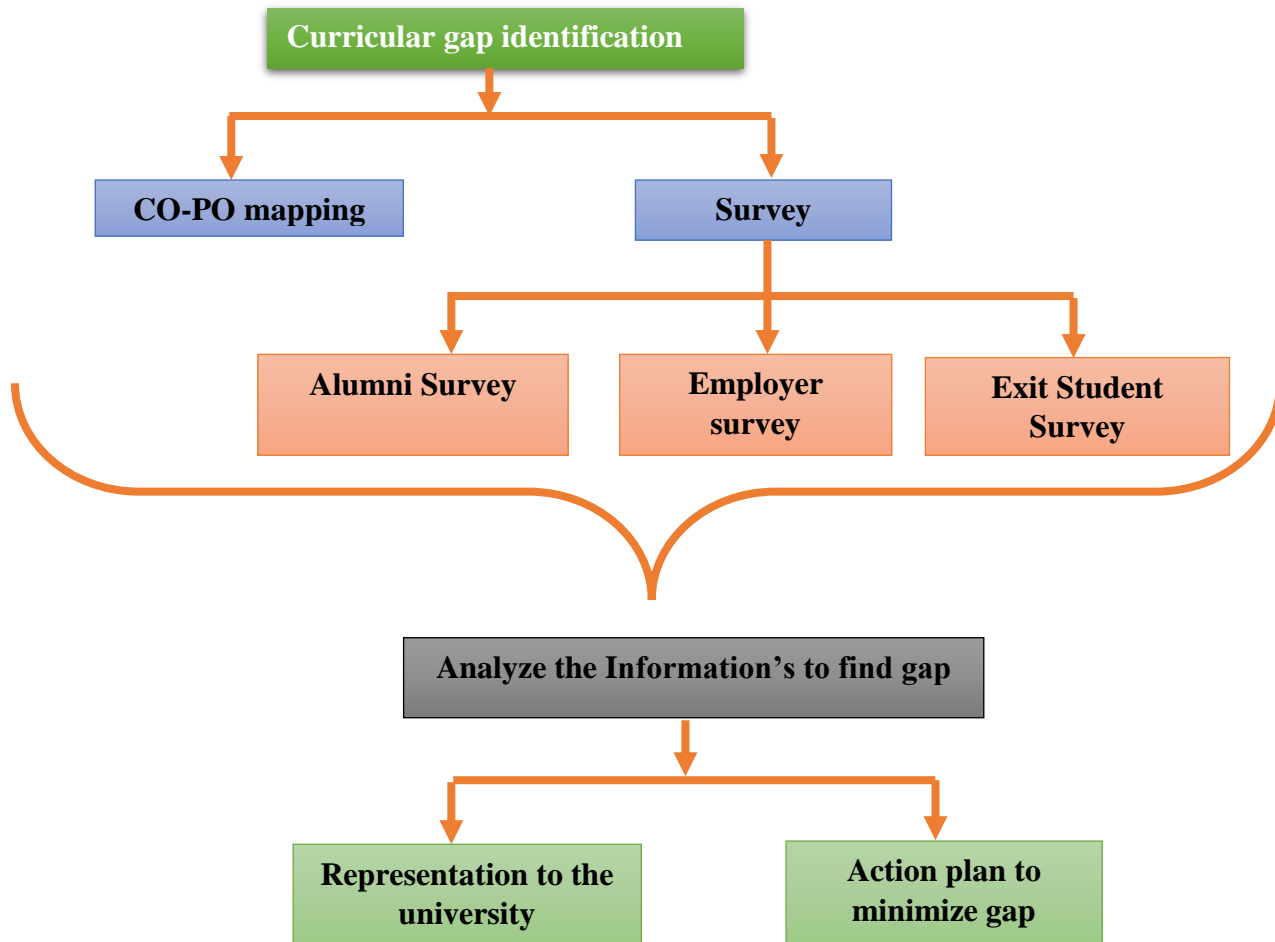 Curricular gap identification
CO-PO mapping
Survey
Alumni Survey
Employer
survey
Exit Student
Survey
Analyze the Information’s to find gap
Representation to the
university
Action plan to
minimize gap